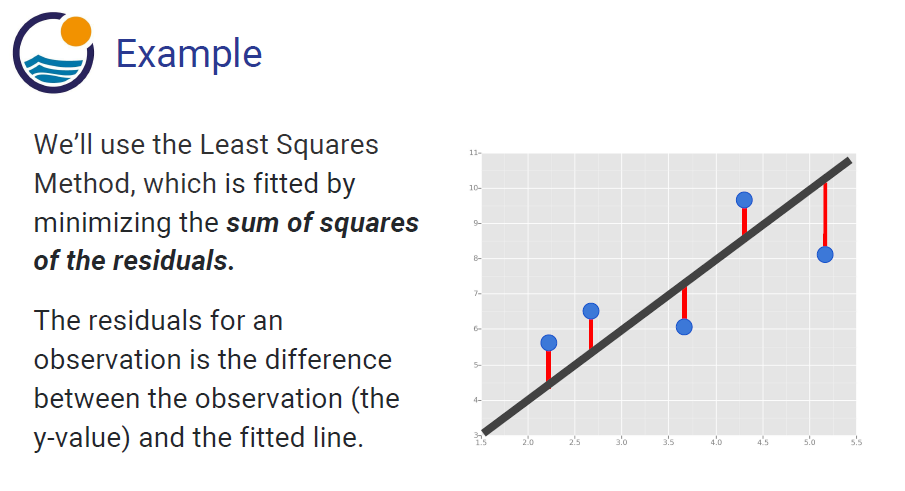 Example
We’ll use the Least Squares
Method, which is fitted by
minimizing the sum of squares
of the residuals.
The residuals for an
observation is the difference
between the observation (the
y-value) and the fitted line.
11
10
9
8
7
6
5
4
3
1.5 2.0 2.5 3.0 3.5 4.0 4.5 5.0 5.5